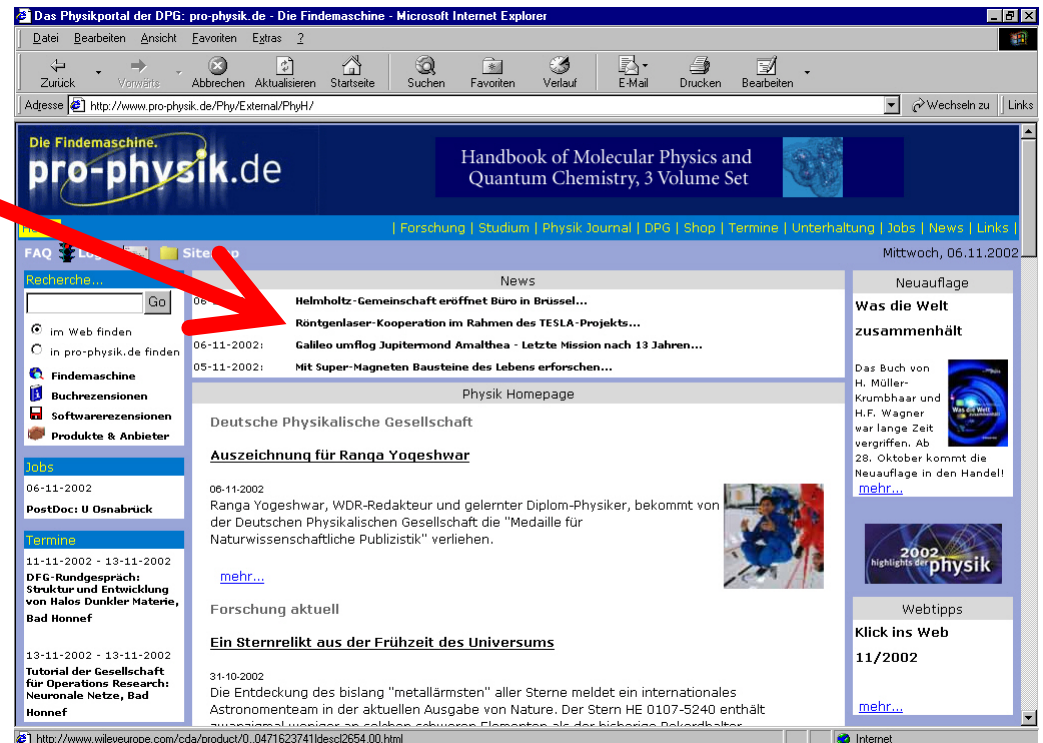 Das Physikportal der DPG: pro-physik.de - Die Findemaschine - Microsoft Internet Explorer
Datei Bearbeiten Ansicht Favoriten Extras ?
Zurück Vorwärts Abbrechen Aktualisieren Startseite Suchen Favoriten Verlauf E-Mail Drucken Bearbeiten
Adresse http://www.pro-physik.de/Phy/External/PhyH/ Wechseln zu Links
Die Findemaschine.
pro-physik.de
Handbook of Molecular Physics and
Quantum Chemistry, 3 Volume Set
| Forschung | Studium | Physik Journal | DPG | Shop | Termine | Unterhaltung | Jobs | News | Links |
FAQ
Mittwoch, 06.11.2002
Recherche...
Go
im Web finden
in pro-physik.de finden
Findemaschine
Buchrezensionen
Softwarerezensionen
Produkte & Anbieter
Jobs
06-11-2002
PostDoc: U Osnabrück
Termine
11-11-2002 - 13-11-2002
DFG-Rundgespräch:
Struktur und Entwicklung
von Halos Dunkler Materie,
Bad Honnef
13-11-2002 - 13-11-2002
Tutorial der Gesellschaft
für Operations Research:
Neuronale Netze, Bad
Honnef
News
Helmholtz-Gemeinschaft eröffnet Büro in Brüssel...
Röntgenlaser-Kooperation im Rahmen des TESLA-Projekts...
06-11-2002: Galileo umflog Jupitermond Amalthea - Letzte Mission nach 13 Jahren...
05-11-2002: Mit Super-Magneten Bausteine des Lebens erforschen...
Physik Homepage
Deutsche Physikalische Gesellschaft
Auszeichnung für Ranga Yogeshwar
06-11-2002
Ranga Yogeshwar, WDR-Redakteur und gelernter Diplom-Physiker, bekommt von
der Deutschen Physikalischen Gesellschaft die "Medaille für
Naturwissenschaftliche Publizistik" verliehen.
mehr...
Forschung aktuell
Ein Sternrelikt aus der Frühzeit des Universums
31-10-2002
Die Entdeckung des bislang "metallärmsten" aller Sterne meldet ein internationales
Astronomenteam in der aktuellen Ausgabe von Nature. Der Stern HE 0107-5240 enthält
zwanzigmal weniger an solchen schweren Elementen als der bisherige Rekordhalter
Neuauflage
Was die Welt
zusammenhält
Das Buch von
H. Müller-
Krumbhaar und
H.F. Wagner
war lange Zeit
vergriffen. Ab
28. Oktober kommt die
Neuauflage in den Handel!
mehr...
Was die Welt
2002
highlights der physik
Webtipps
Klick ins Web
11/2002
mehr...
http://www.wileyeurope.com/cda/product/0,,0471623741|desc|2654,00.html
Internet